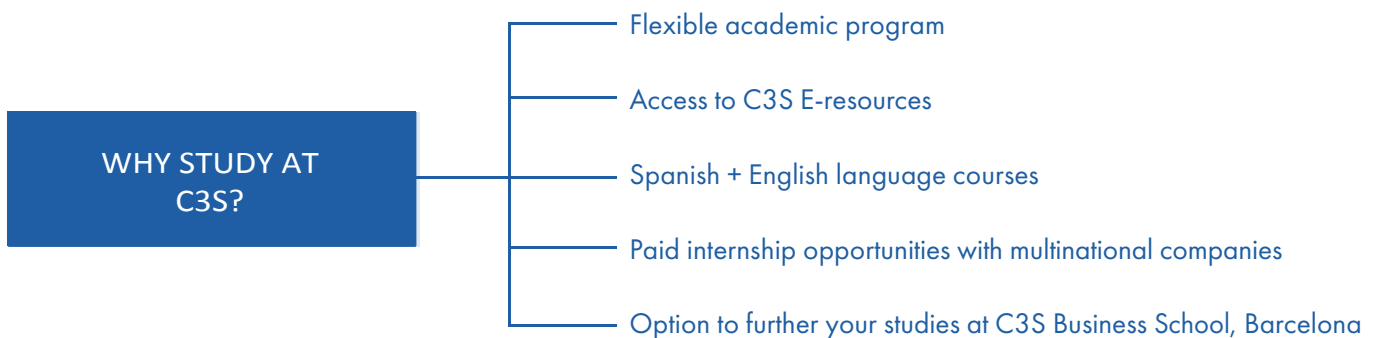 WHY STUDY AT
C3S?
Flexible academic program
Access to C3S E-resources
Spanish + English language courses
Paid internship opportunities with multinational companies
Option to further your studies at C3S Business School, Barcelona